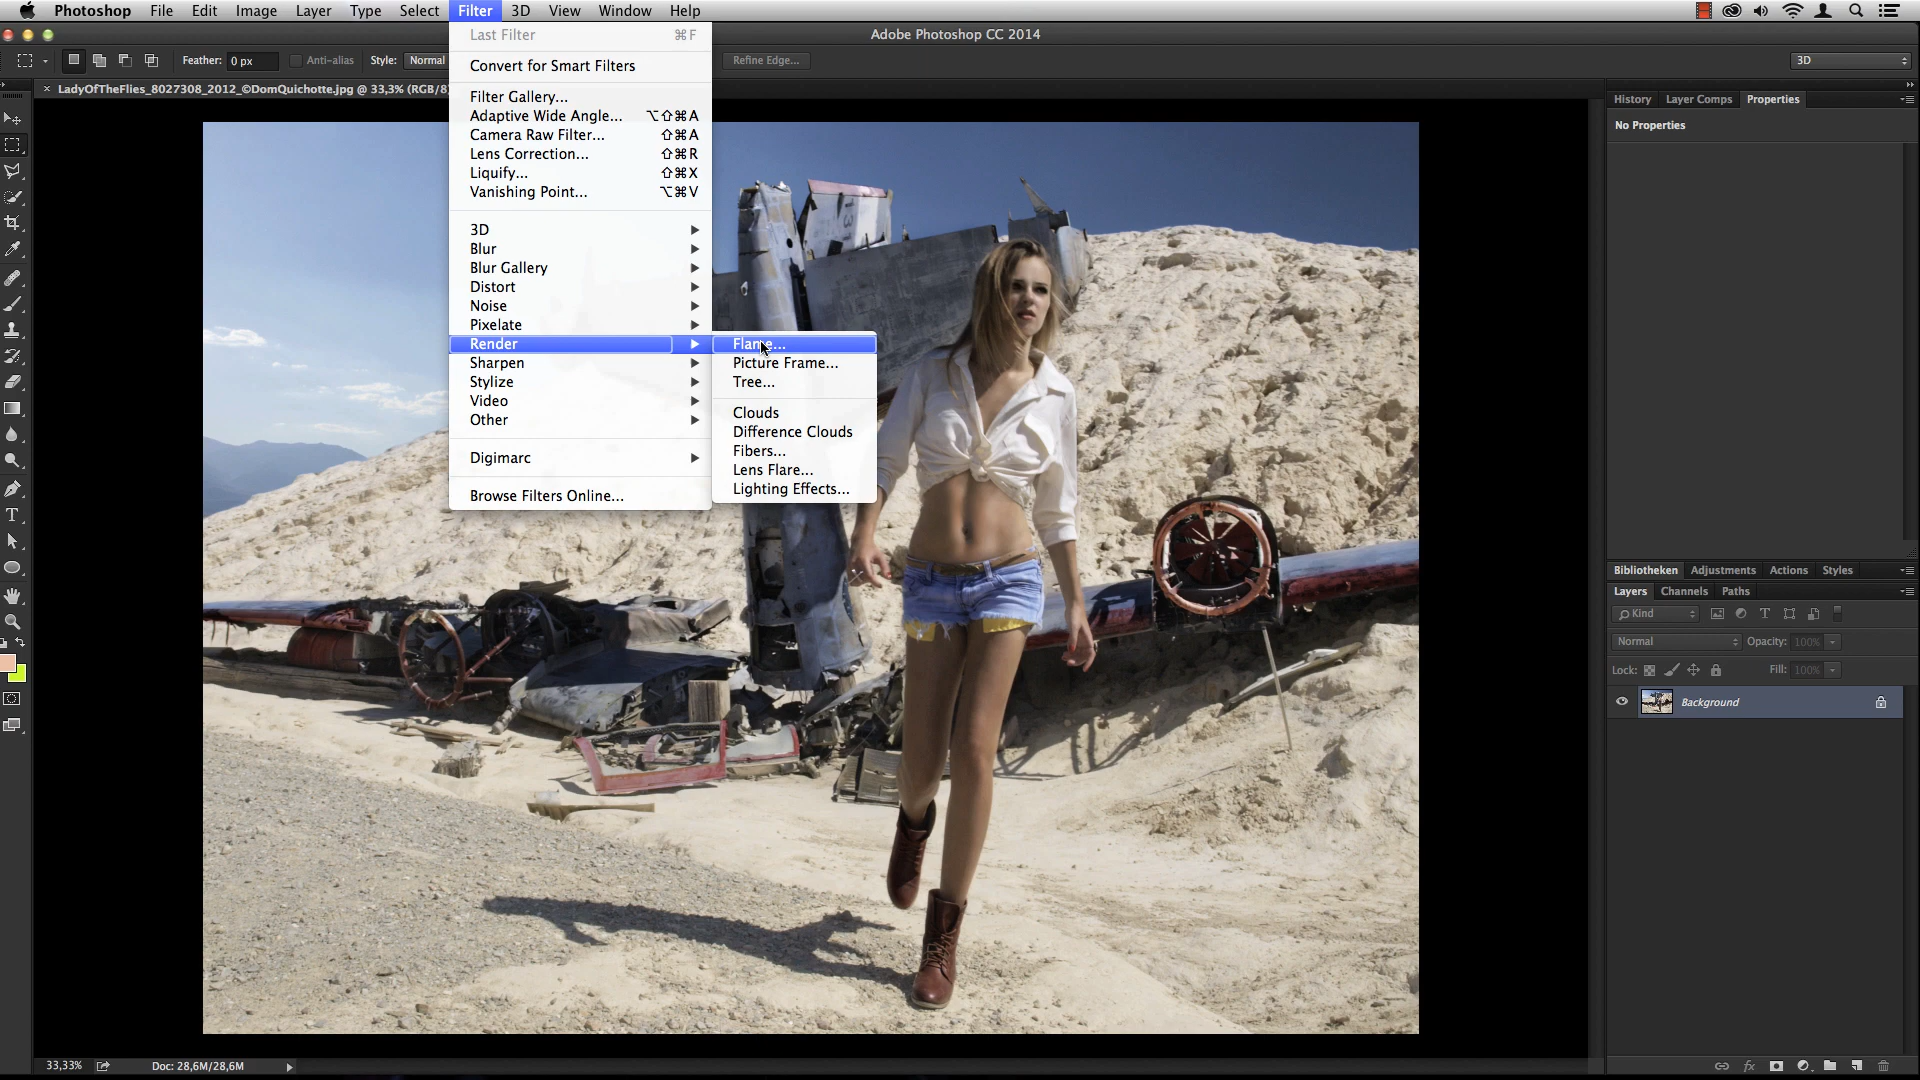 Photoshop File Edit Image Layer Type Select Filter 3D View Window Help
Adobe Photoshop CC 2014
Feather: 0 px Anti-alias Style: Normal Refine Edge... 3D
× LadyOfTheFlies_8027308_2012_©DomQuichotte.jpg @ 33,3% (RGB/8)
Last Filter ⌘F
Convert for Smart Filters
Filter Gallery...
Adaptive Wide Angle... ⌥⇧⌘A
Camera Raw Filter... ⇧⌘A
Lens Correction... ⇧⌘R
Liquify... ⇧⌘X
Vanishing Point... ⌥⌘V
3D
Blur
Blur Gallery
Distort
Noise
Pixelate
Render
Sharpen
Stylize
Video
Other
Digimarc
Browse Filters Online...
Flame...
Picture Frame...
Tree...
Clouds
Difference Clouds
Fibers...
Lens Flare...
Lighting Effects...
13
History Layer Comps Properties
No Properties
Bibliotheken Adjustments Actions Styles
Layers Channels Paths
Kind
Normal Opacity: 100%
Lock: Fill: 100%
Background
fx
33,33% Doc: 28,6M/28,6M